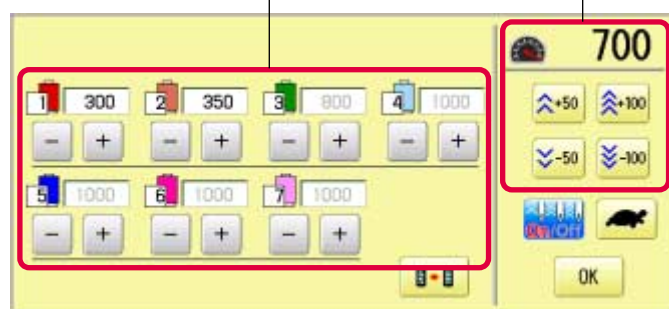 700
1 300 2 350 3 800 4 1000
+50 +100
- + - + - + - +
-50 -100
5 1000 6 1000 7 1000
On/Off
- + - + - +
OK